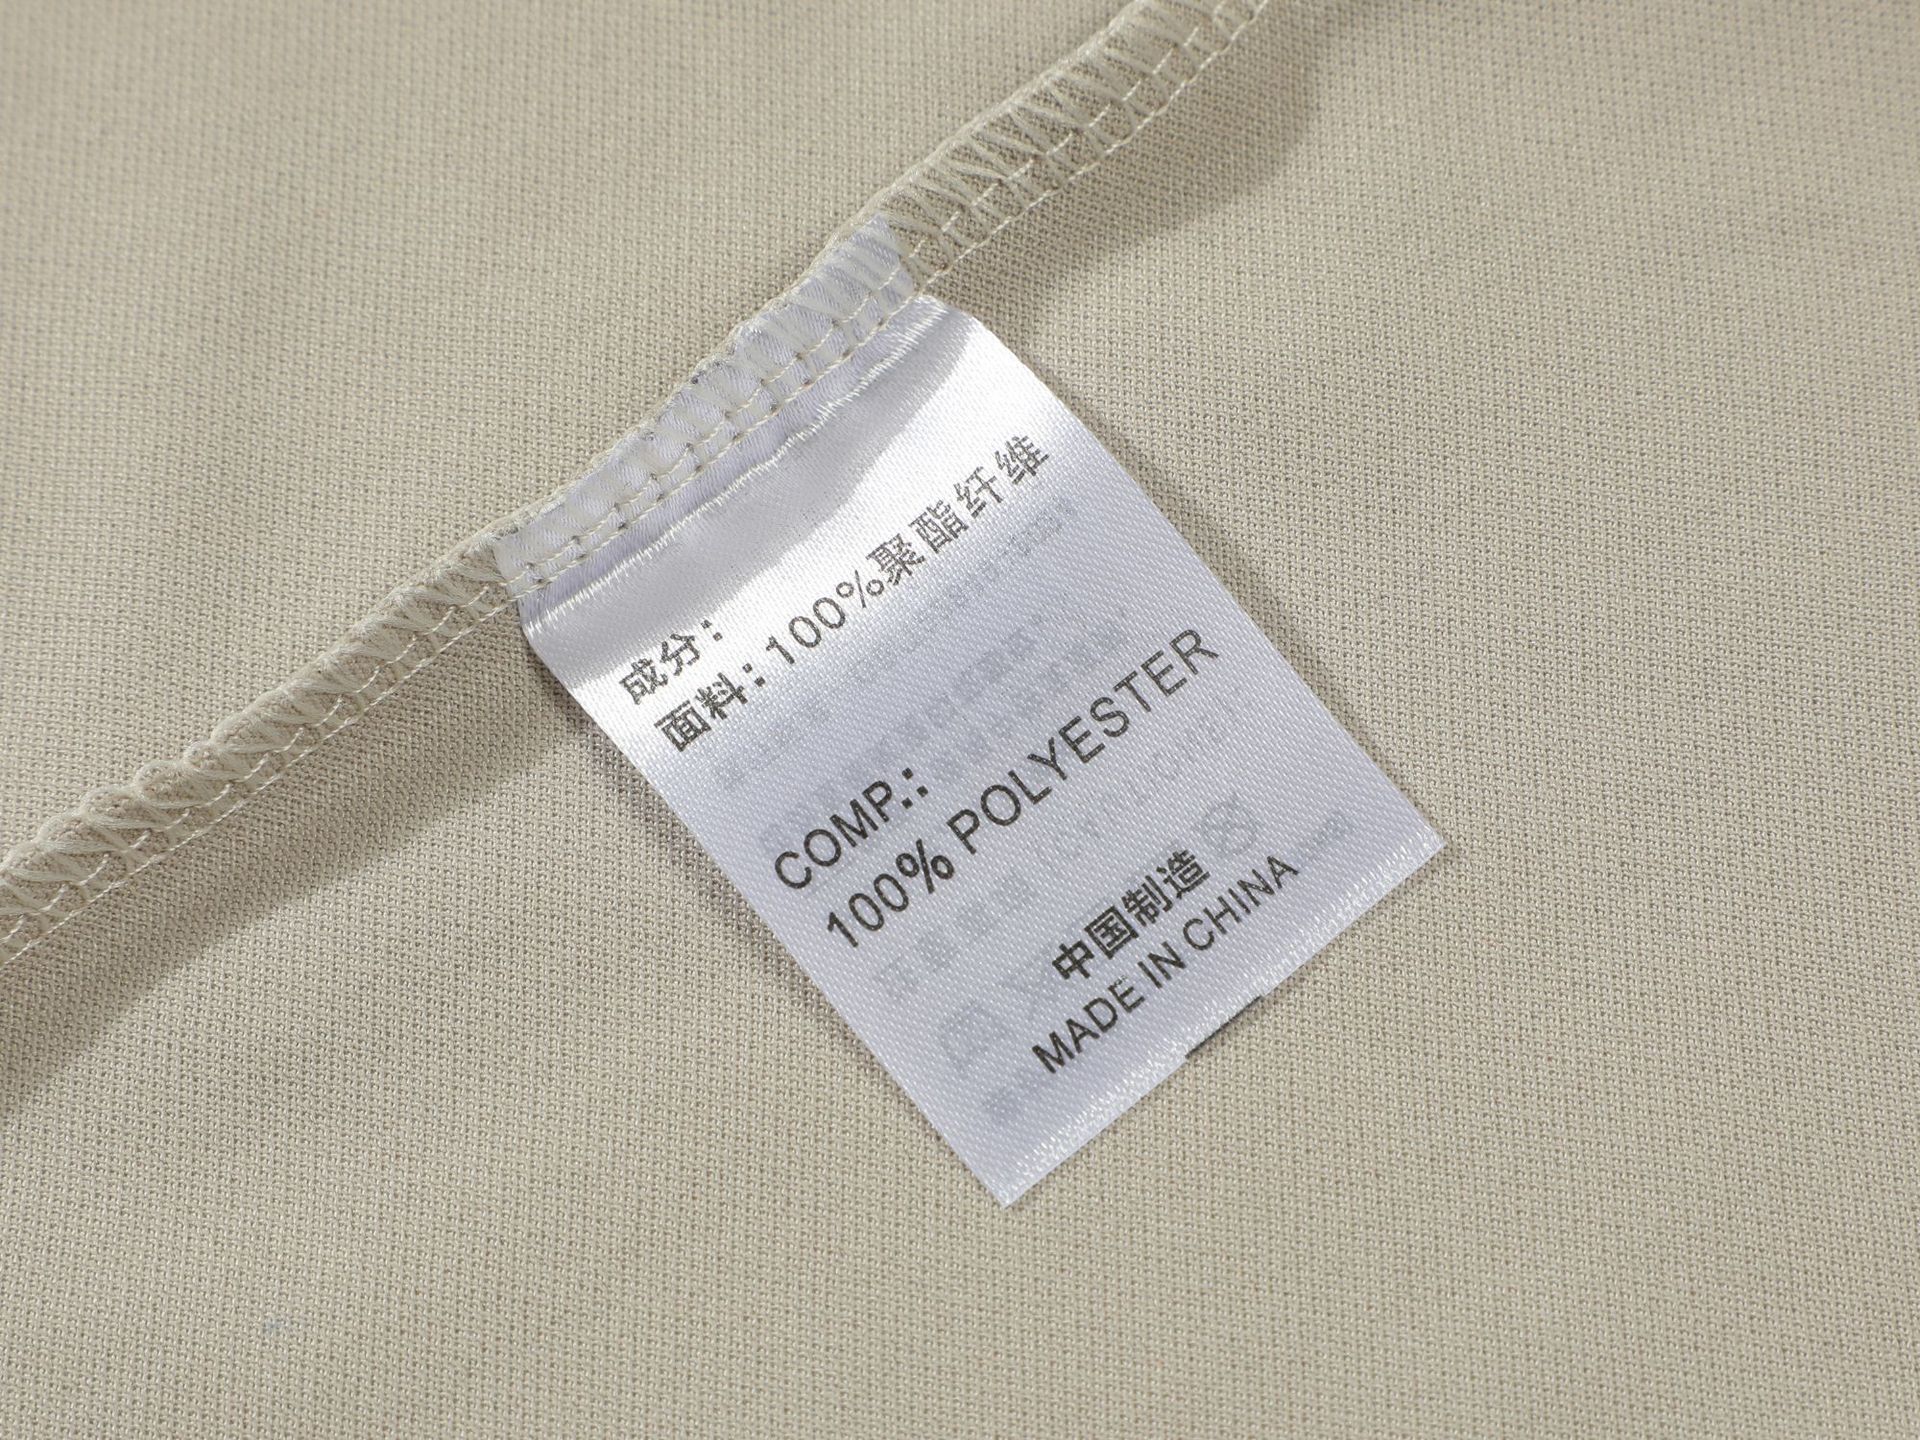 成分：
面料：100%聚酯纤维
COMP.:
100% POLYESTER
中国制造
MADE IN CHINA